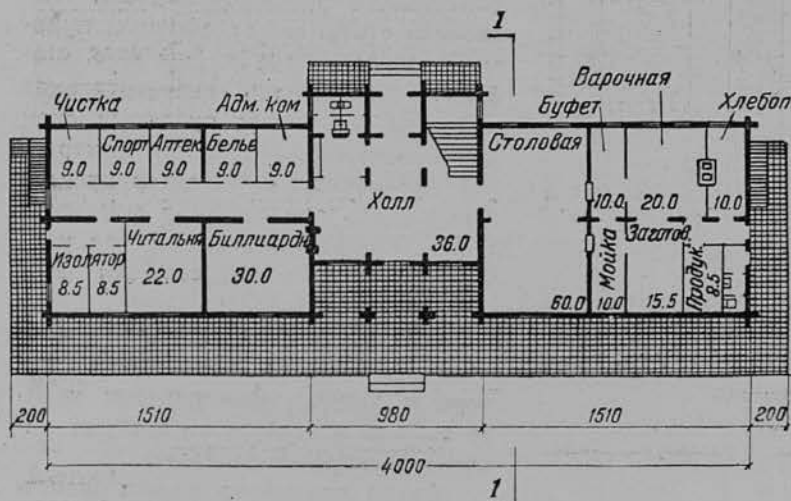 1
Варочная
Чистка
Адм. ком
Буфет
Хлебоп
Спорт
Аптек
Белье
Столовая
9.0
9.0
9.0
9.0
9.0
10.0
20.0
10.0
Холл
Читальня
Биллиардн
36.0
Заготов.
Изолятор
22.0
30.0
Мойка
Продук.
8.5
8.5
8.5
60.0
10.0
15.5
200
1510
980
1510
200
4000
1